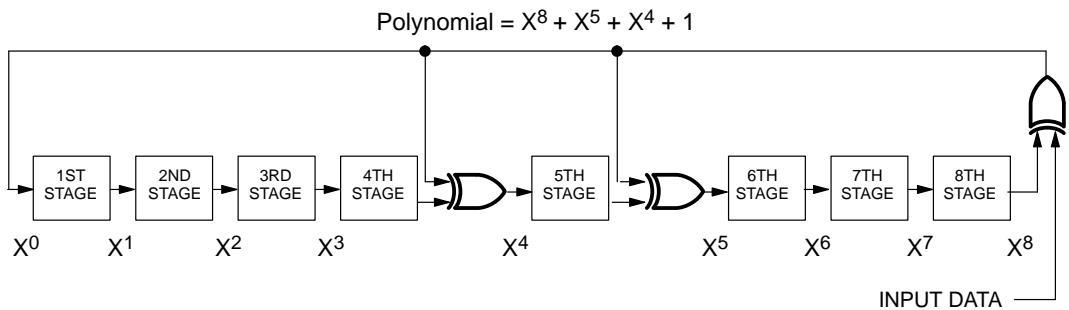 Polynomial = X⁸ + X⁵ + X⁴ + 1
1ST STAGE
2ND STAGE
3RD STAGE
4TH STAGE
5TH STAGE
6TH STAGE
7TH STAGE
8TH STAGE
X⁰ X¹ X² X³ X⁴ X⁵ X⁶ X⁷ X⁸
INPUT DATA